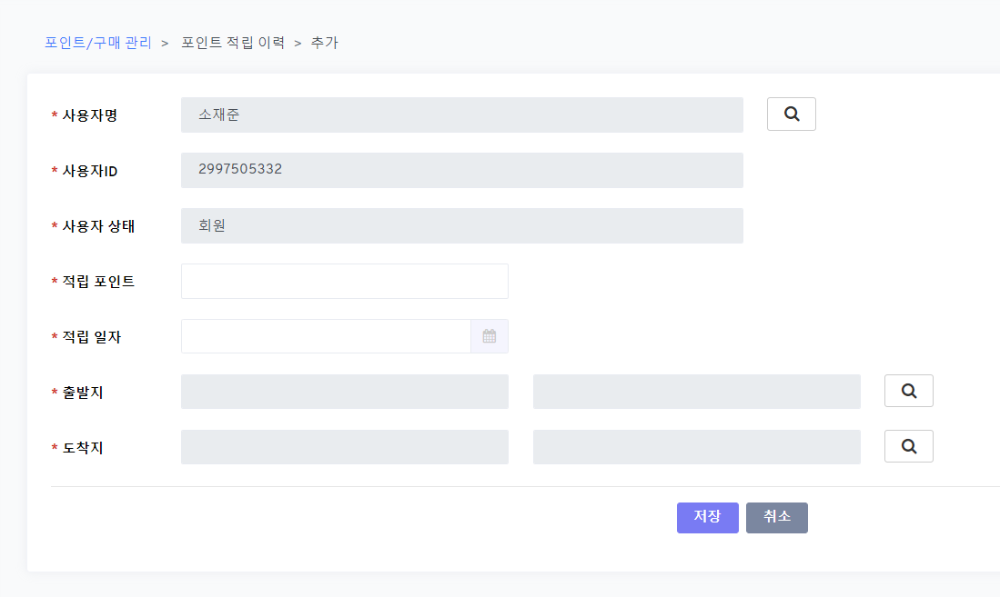 포인트/구매 관리 > 포인트 적립 이력 > 추가
* 사용자명 소재준
* 사용자ID 2997505332
* 사용자 상태 회원
* 적립 포인트
* 적립 일자
* 출발지
* 도착지
저장 취소